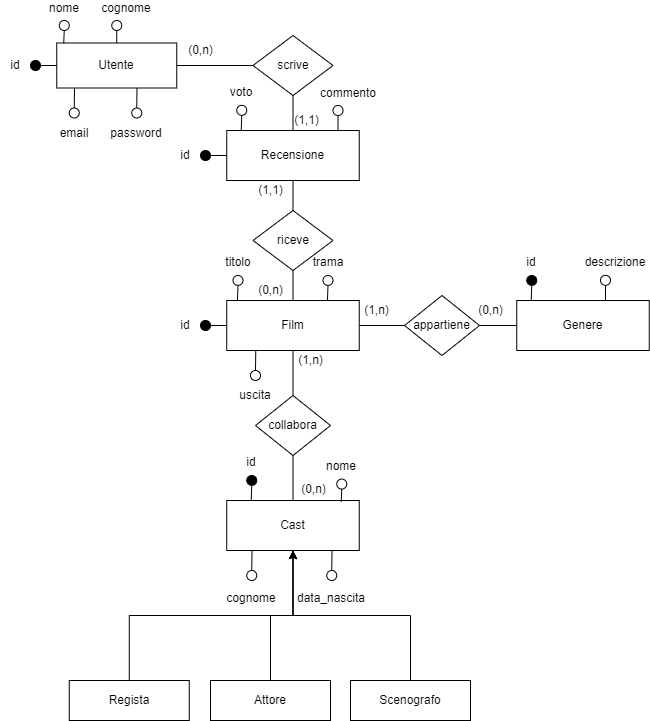 nome
cognome
id
Utente
(0,n)
scrive
email
password
voto
commento
(1,1)
id
Recensione
(1,1)
riceve
titolo
trama
id
descrizione
(0,n)
id
Film
(1,n)
appartiene
(0,n)
Genere
(1,n)
uscita
collabora
id
nome
(0,n)
Cast
cognome
data_nascita
Regista
Attore
Scenografo